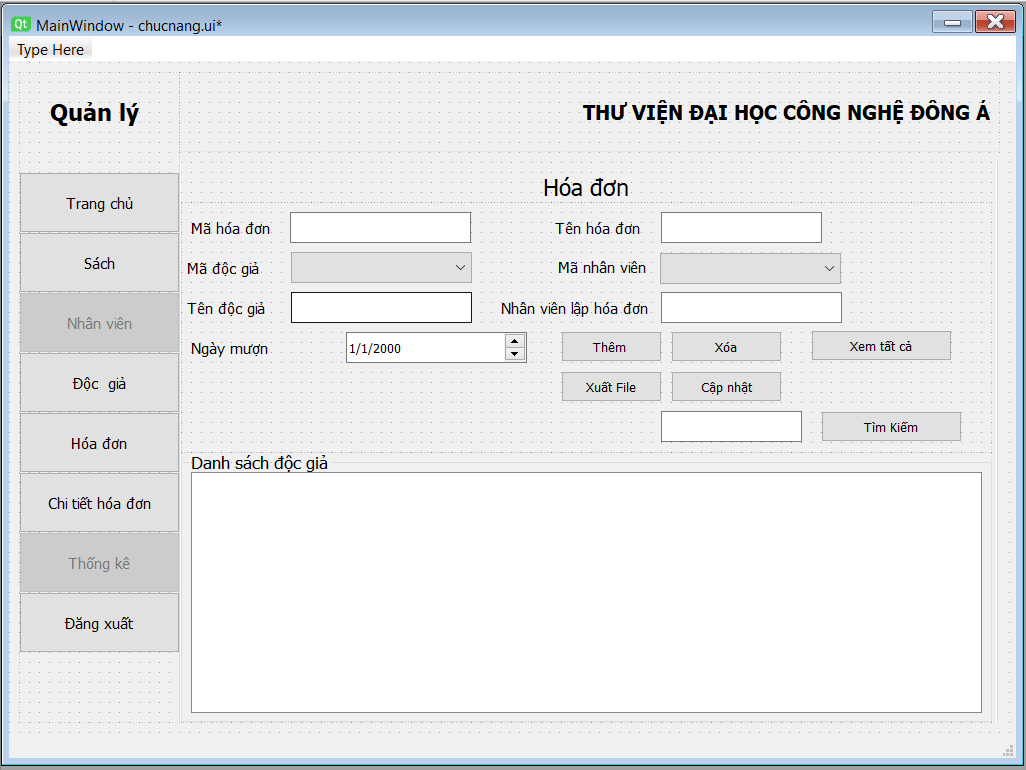 MainWindow - chucnang.ui*
Type Here
Quản lý
THƯ VIỆN ĐẠI HỌC CÔNG NGHỆ ĐÔNG Á
Trang chủ
Sách
Nhân viên
Độc giả
Hóa đơn
Chi tiết hóa đơn
Thống kê
Đăng xuất
Hóa đơn
Mã hóa đơn
Tên hóa đơn
Mã độc giả
Mã nhân viên
Tên độc giả
Nhân viên lập hóa đơn
Ngày mượn
1/1/2000
Thêm
Xóa
Xem tất cả
Xuất File
Cập nhật
Tìm Kiếm
Danh sách độc giả